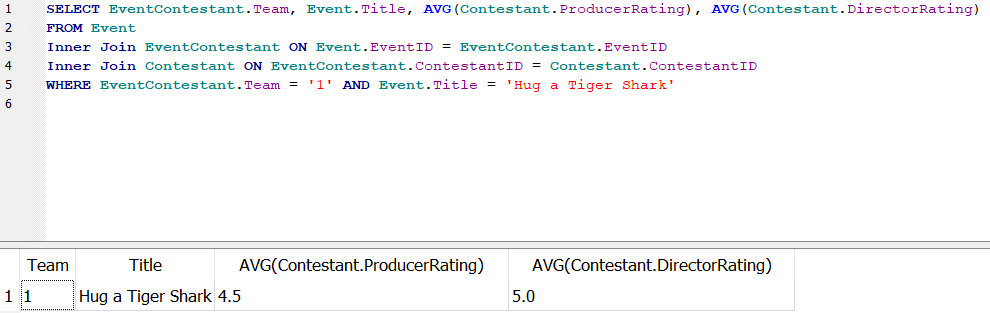 1 SELECT EventContestant.Team, Event.Title, AVG(Contestant.ProducerRating), AVG(Contestant.DirectorRating)
2 FROM Event
3 Inner Join EventContestant ON Event.EventID = EventContestant.EventID
4 Inner Join Contestant ON EventContestant.ContestantID = Contestant.ContestantID
5 WHERE EventContestant.Team = '1' AND Event.Title = 'Hug a Tiger Shark'
6
Team Title AVG(Contestant.ProducerRating) AVG(Contestant.DirectorRating)
1 1 Hug a Tiger Shark 4.5 5.0